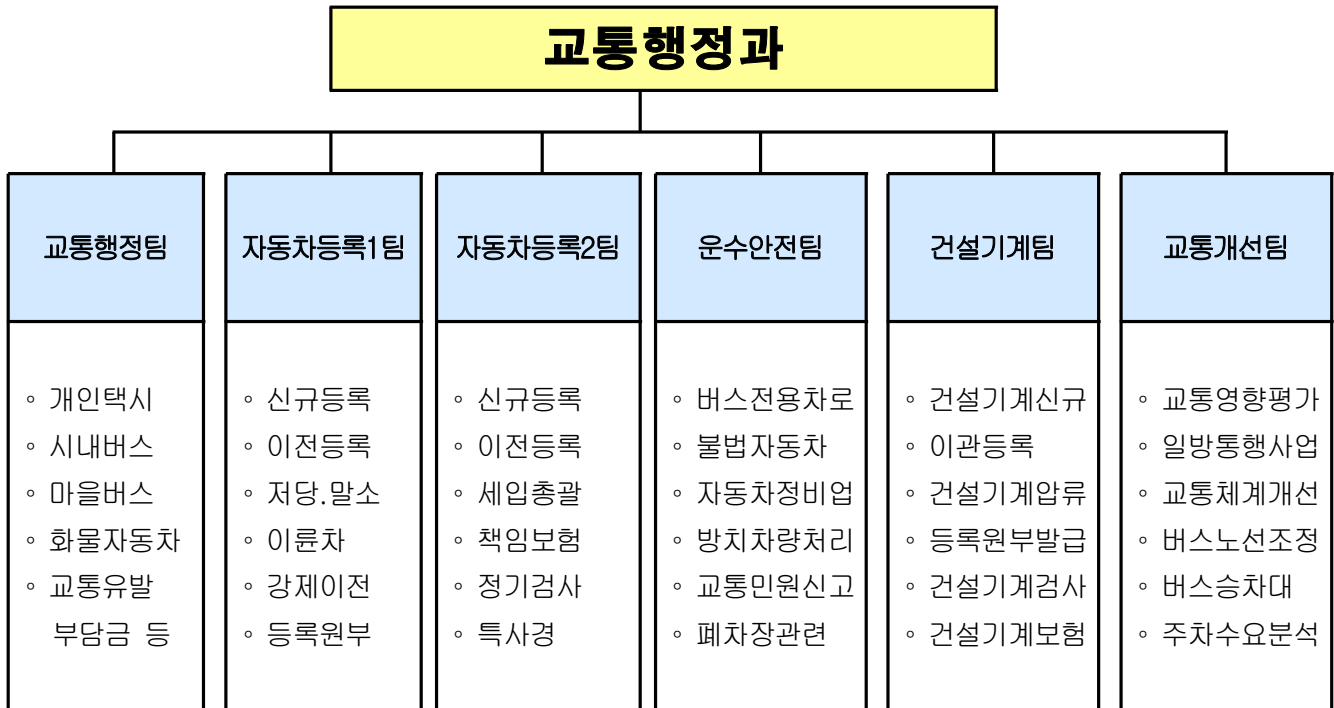 교통행정과
교통행정팀
◦ 개인택시
◦ 시내버스
◦ 마을버스
◦ 화물자동차
◦ 교통유발
부담금 등
자동차등록1팀
◦ 신규등록
◦ 이전등록
◦ 저당.말소
◦ 이륜차
◦ 강제이전
◦ 등록원부
자동차등록2팀
◦ 신규등록
◦ 이전등록
◦ 세입총괄
◦ 책임보험
◦ 정기검사
◦ 특사경
운수안전팀
◦ 버스전용차로
◦ 불법자동차
◦ 자동차정비업
◦ 방치차량처리
◦ 교통민원신고
◦ 폐차장관련
건설기계팀
◦ 건설기계신규
◦ 이관등록
◦ 건설기계압류
◦ 등록원부발급
◦ 건설기계검사
◦ 건설기계보험
교통개선팀
◦ 교통영향평가
◦ 일방통행사업
◦ 교통체계개선
◦ 버스노선조정
◦ 버스승차대
◦ 주차수요분석